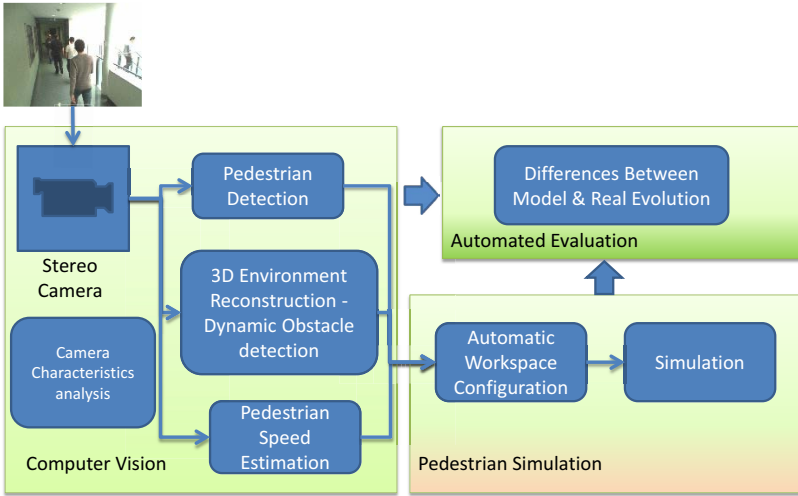 Pedestrian
Detection
Stereo
Camera
3D Environment
Reconstruction -
Dynamic Obstacle
detection
Camera
Characteristics
analysis
Pedestrian
Speed
Estimation
Computer Vision
Differences Between
Model & Real Evolution
Automated Evaluation
Automatic
Workspace
Configuration
Simulation
Pedestrian Simulation